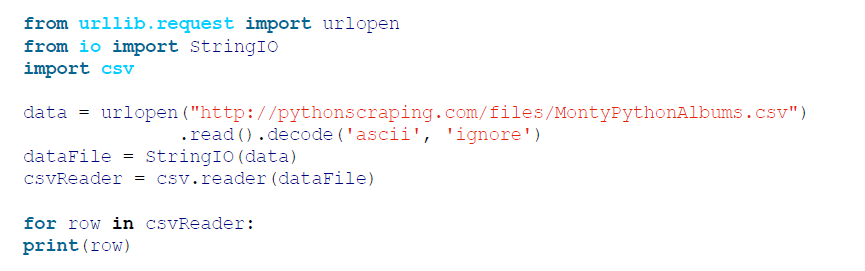 from urllib.request import urlopen
from io import StringIO
import csv

data = urlopen("http://pythonscraping.com/files/MontyPythonAlbums.csv")
              .read().decode('ascii', 'ignore')
dataFile = StringIO(data)
csvReader = csv.reader(dataFile)

for row in csvReader:
print(row)